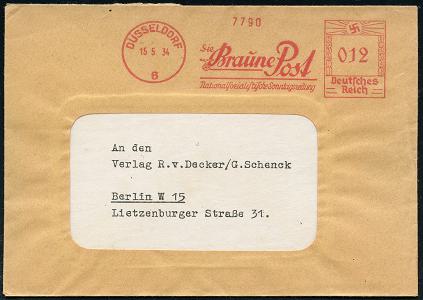 7790
DÜSSELDORF
15.5.34
6
Die
Braune Post
Nationalsozialistische Sonntagszeitung
012
Deutsches
Reich
An den
Verlag R.v.Decker/G.Schenck
Berlin W 15
Lietzenburger Straße 31.